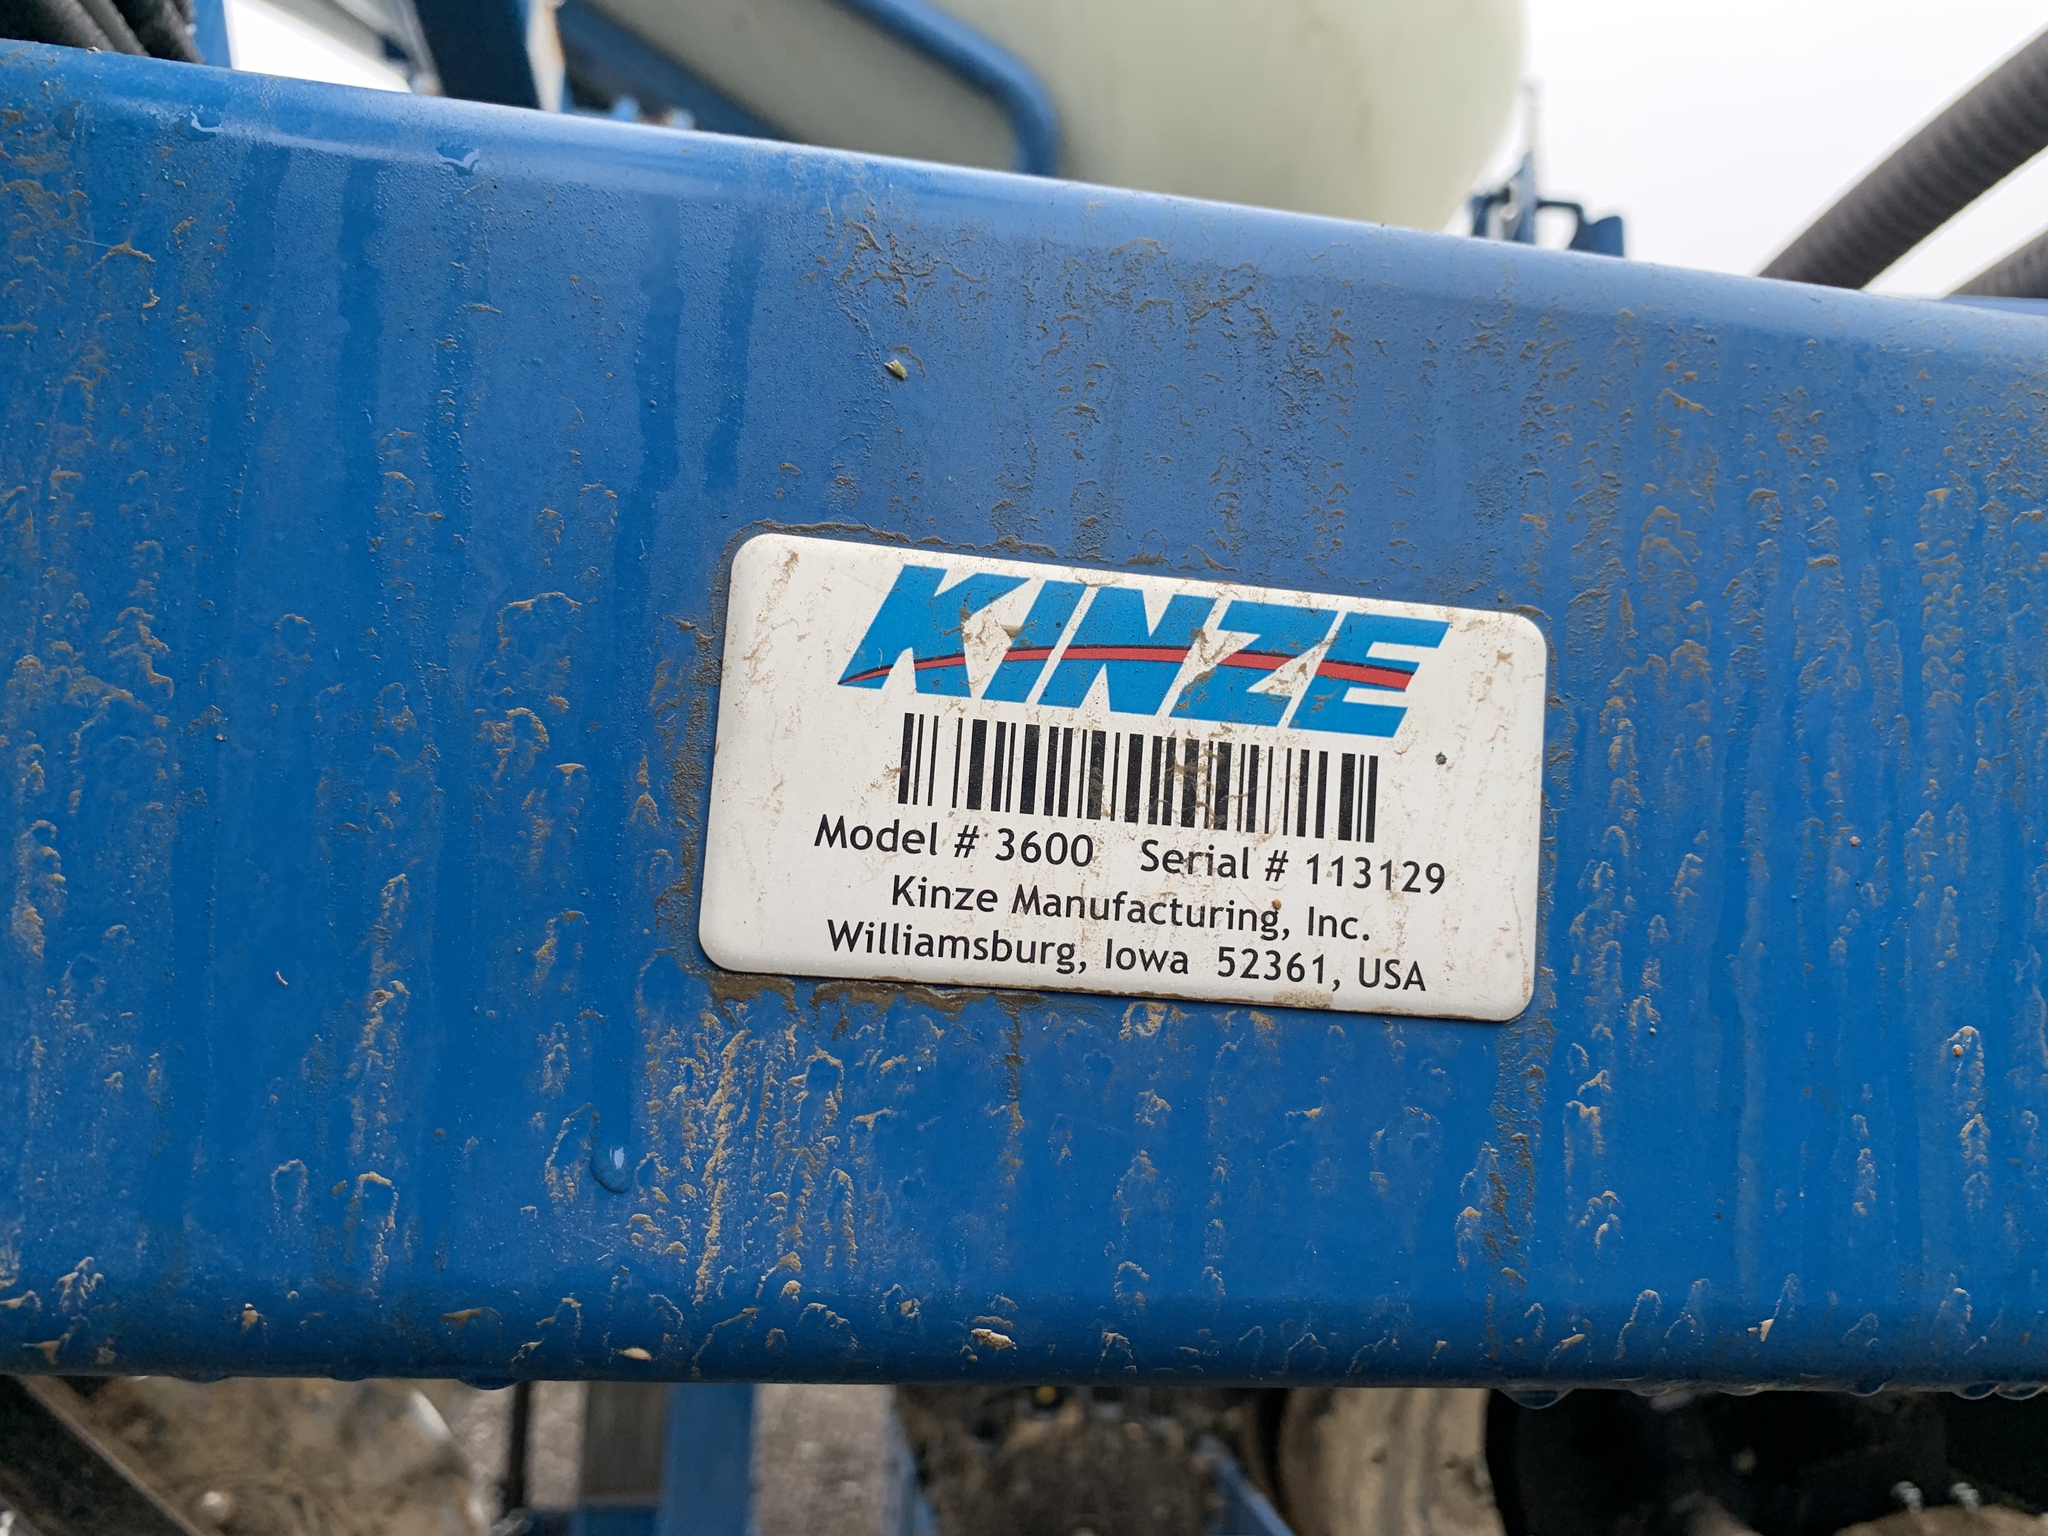 KINZE
Model # 3600 Serial # 113129
Kinze Manufacturing, Inc.
Williamsburg, Iowa 52361, USA